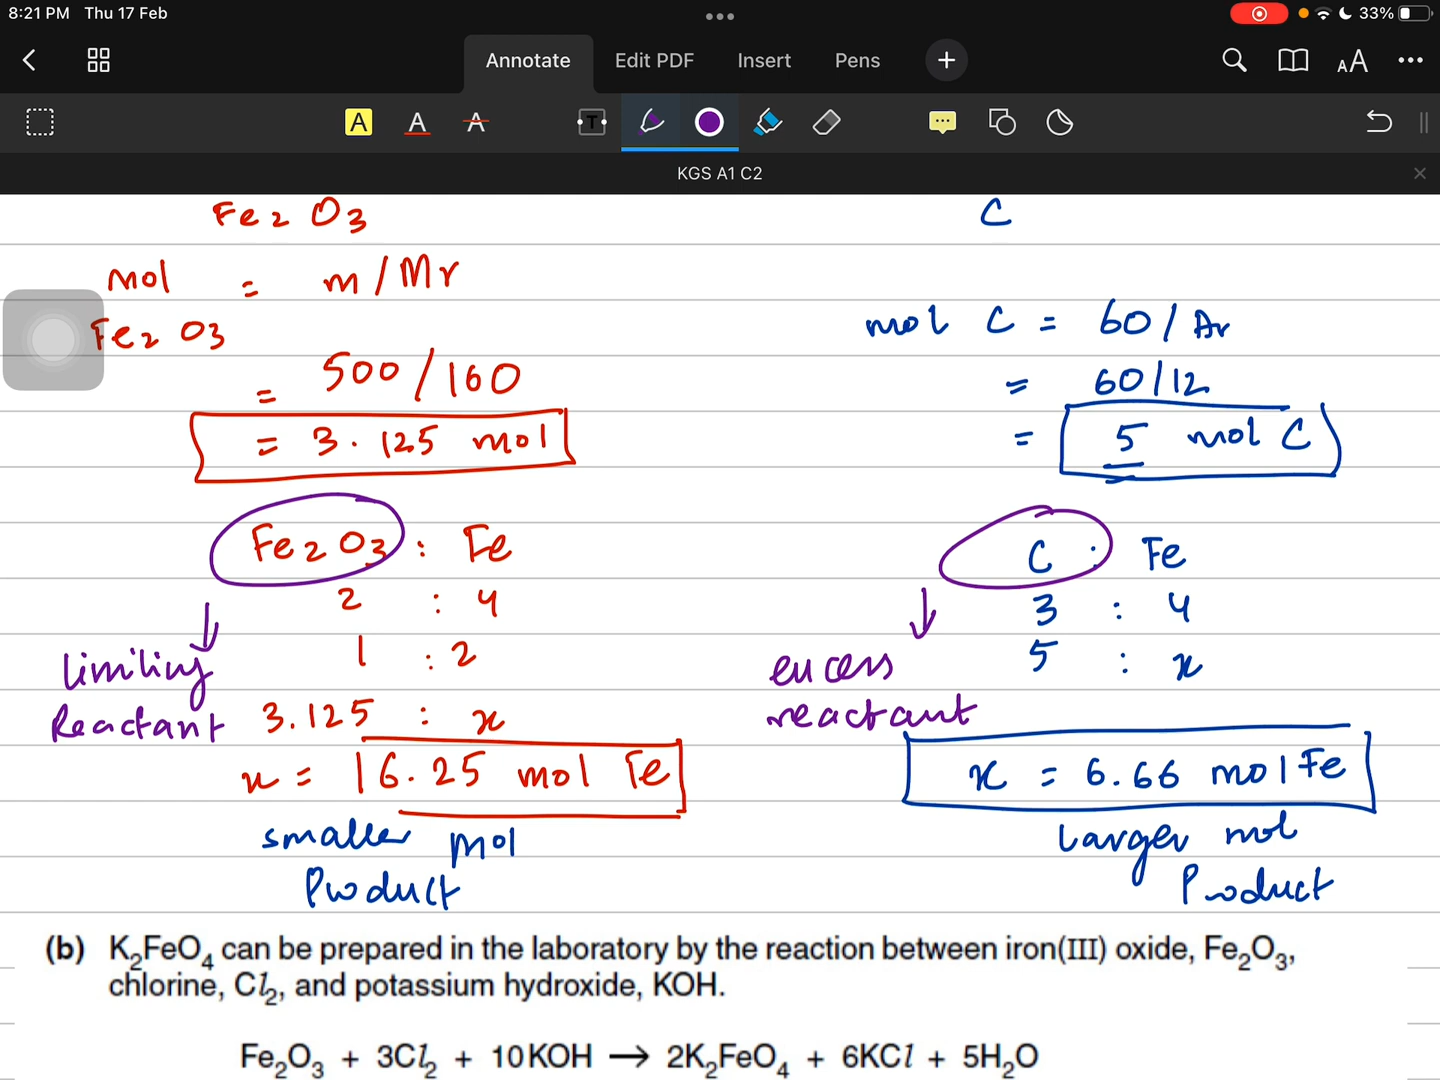 8:21 PM Thu 17 Feb
33%
Annotate Edit PDF Insert Pens
AA
A A A T
KGS A1 C2
Fe2O3
mol Fe2O3 = m/Mr
= 500/160
= 3.125 mol
Fe2O3 : Fe
2 : 4
1 : 2
3.125 : x
x = 16.25 mol Fe
limiting
Reactant
smaller mol
Product
C
mol C = 60/Ar
= 60/12
= 5 mol C
C : Fe
3 : 4
5 : x
excess
reactant
x = 6.66 mol Fe
Larger mol
Product
(b) K2FeO4 can be prepared in the laboratory by the reaction between iron(III) oxide, Fe2O3,
chlorine, Cl2, and potassium hydroxide, KOH.
Fe2O3 + 3Cl2 + 10KOH → 2K2FeO4 + 6KCl + 5H2O